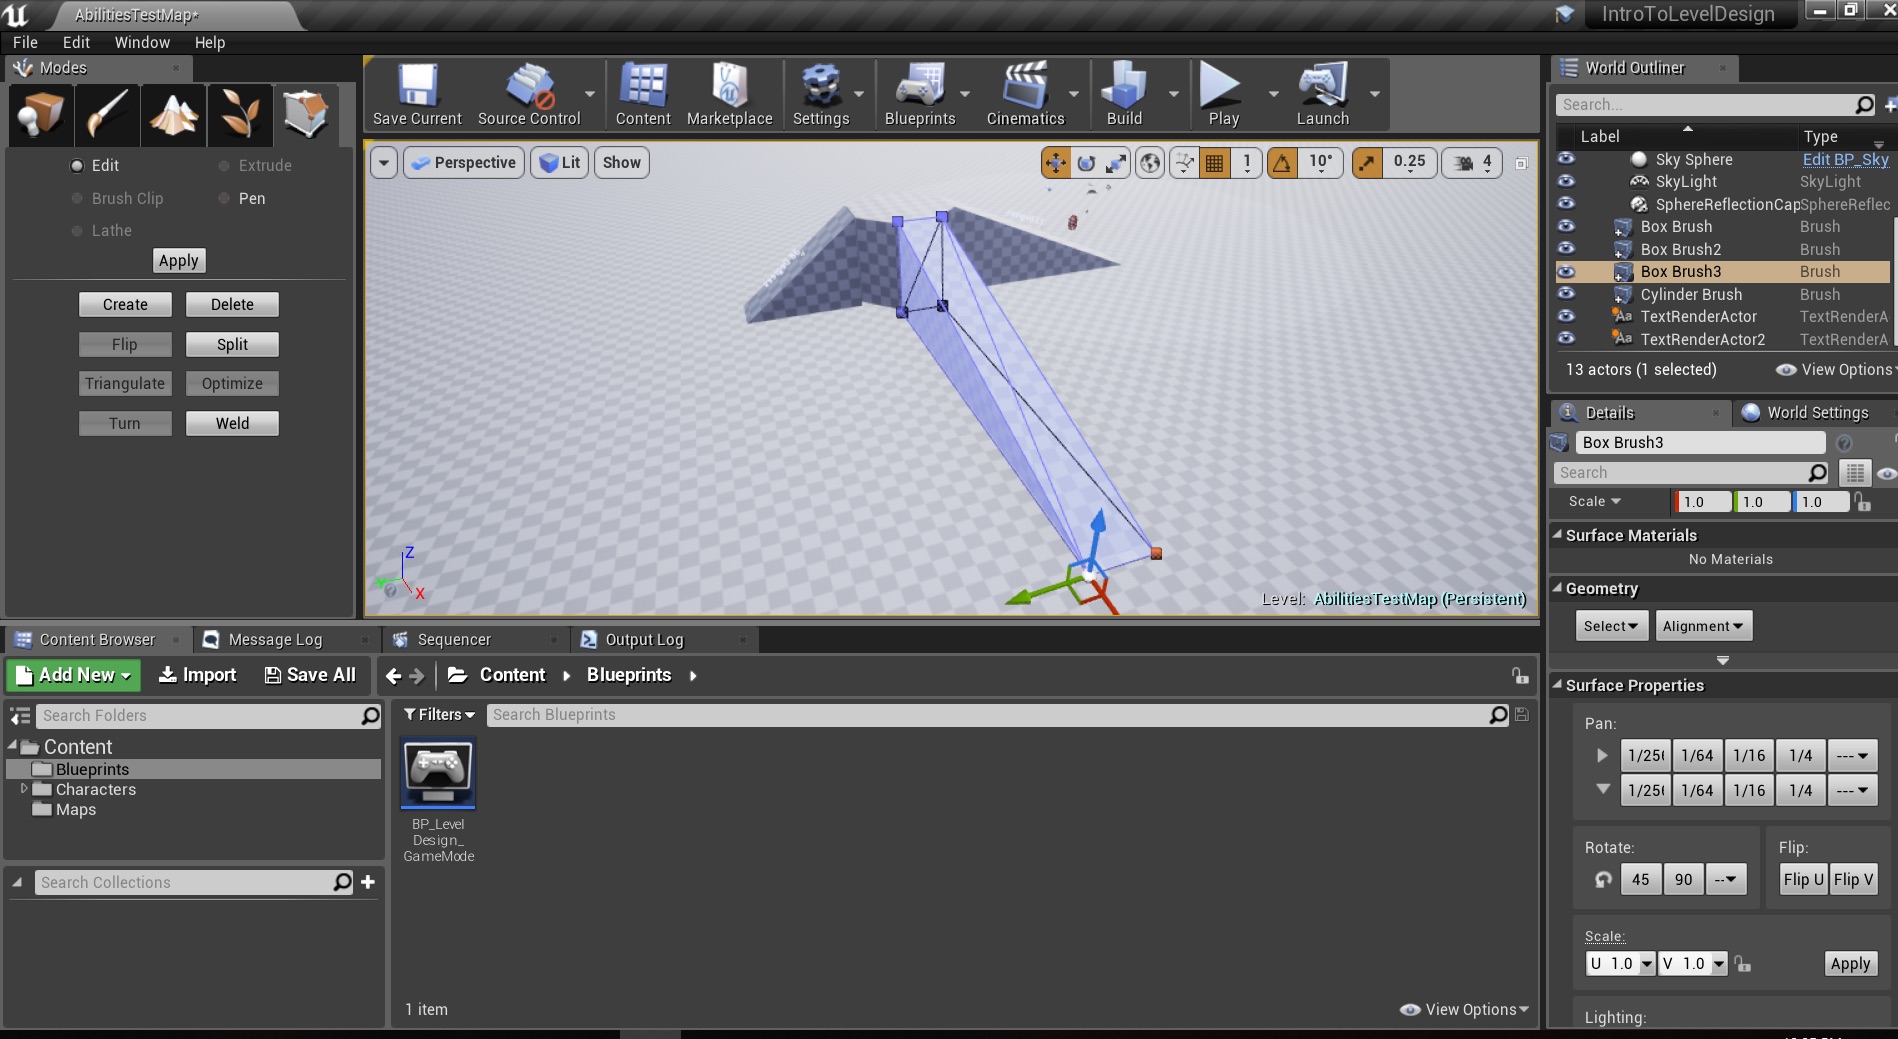 AbilitiesTestMap*
IntroToLevelDesign
File Edit Window Help
Modes
Edit Extrude
Brush Clip Pen
Lathe
Apply
Create Delete
Flip Split
Triangulate Optimize
Turn Weld
Save Current Source Control Content Marketplace Settings Blueprints Cinematics Build Play Launch
Perspective Lit Show
1 10° 0.25 4
Z
X
Level: AbilitiesTestMap (Persistent)
World Outliner
Search...
Label Type
Sky Sphere Edit BP_Sky
SkyLight SkyLight
SphereReflectionCap SphereReflec
Box Brush Brush
Box Brush2 Brush
Box Brush3 Brush
Cylinder Brush Brush
TextRenderActor TextRenderA
TextRenderActor2 TextRenderA
13 actors (1 selected) View Options
Details World Settings
Box Brush3
Search
Scale 1.0 1.0 1.0
Surface Materials
No Materials
Geometry
Select Alignment
Surface Properties
Pan:
1/256 1/64 1/16 1/4 ---
1/256 1/64 1/16 1/4 ---
Rotate: Flip:
45 90 -- Flip U Flip V
Scale:
U 1.0 V 1.0 Apply
Lighting:
Content Browser Message Log Sequencer Output Log
Add New Import Save All Content Blueprints
Search Folders
Filters Search Blueprints
Content
Blueprints
Characters
Maps
Search Collections
BP_Level
Design_
GameMode
1 item View Options